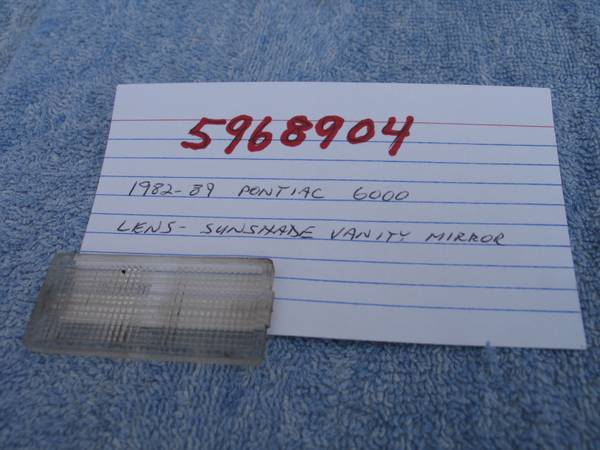 5968904
1982-89 PONTIAC 6000
LENS- SUNSHADE VANITY MIRROR